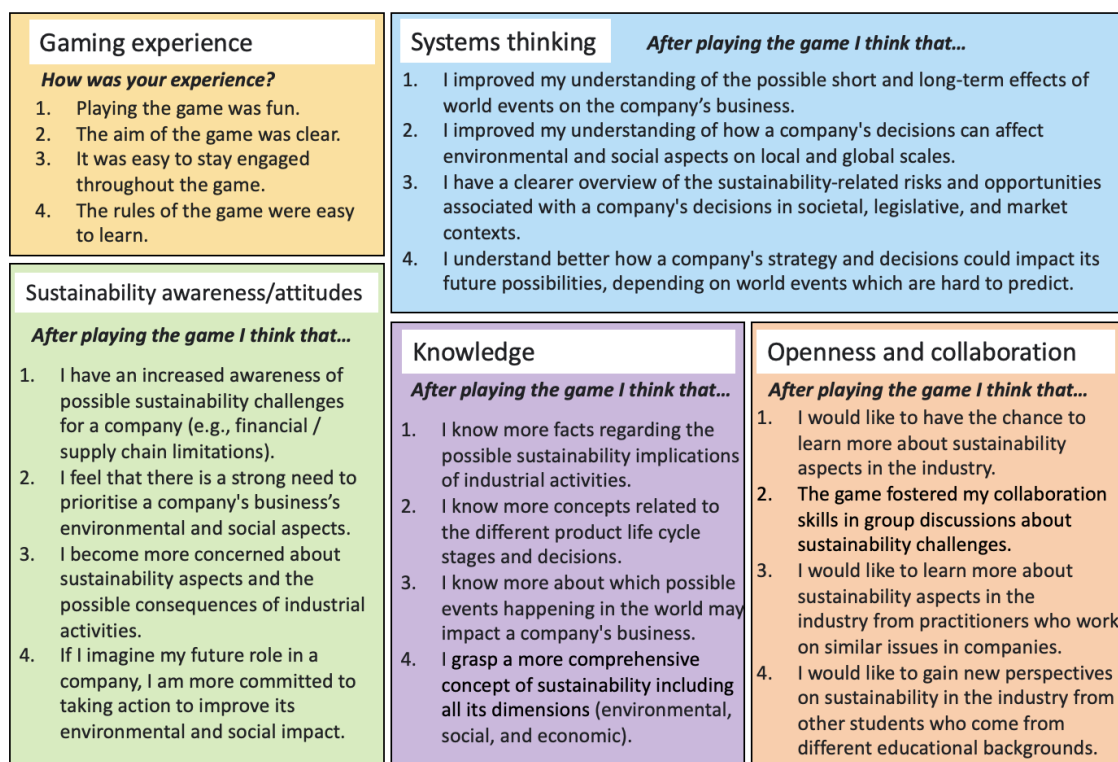 Gaming experience
How was your experience?
1. Playing the game was fun.
2. The aim of the game was clear.
3. It was easy to stay engaged
throughout the game.
4. The rules of the game were easy
to learn.
Systems thinking
After playing the game I think that...
1. I improved my understanding of the possible short and long-term effects of
world events on the company's business.
2. I improved my understanding of how a company's decisions can affect
environmental and social aspects on local and global scales.
3. I have a clearer overview of the sustainability-related risks and opportunities
associated with a company's decisions in societal, legislative, and market
contexts.
4. I understand better how a company's strategy and decisions could impact its
future possibilities, depending on world events which are hard to predict.
Sustainability awareness/attitudes
After playing the game I think that...
1. I have an increased awareness of
possible sustainability challenges
for a company (e.g., financial /
supply chain limitations).
2. I feel that there is a strong need to
prioritise a company's business's
environmental and social aspects.
3. I become more concerned about
sustainability aspects and the
possible consequences of industrial
activities.
4. If I imagine my future role in a
company, I am more committed to
taking action to improve its
environmental and social impact.
Knowledge
After playing the game I think that...
1. I know more facts regarding the
possible sustainability implications
of industrial activities.
2. I know more concepts related to
the different product life cycle
stages and decisions.
3. I know more about which possible
events happening in the world may
impact a company's business.
4. I grasp a more comprehensive
concept of sustainability including
all its dimensions (environmental,
social, and economic).
Openness and collaboration
After playing the game I think that...
1. I would like to have the chance to
learn more about sustainability
aspects in the industry.
2. The game fostered my collaboration
skills in group discussions about
sustainability challenges.
3. I would like to learn more about
sustainability aspects in the
industry from practitioners who work
on similar issues in companies.
4. I would like to gain new perspectives
on sustainability in the industry from
other students who come from
different educational backgrounds.